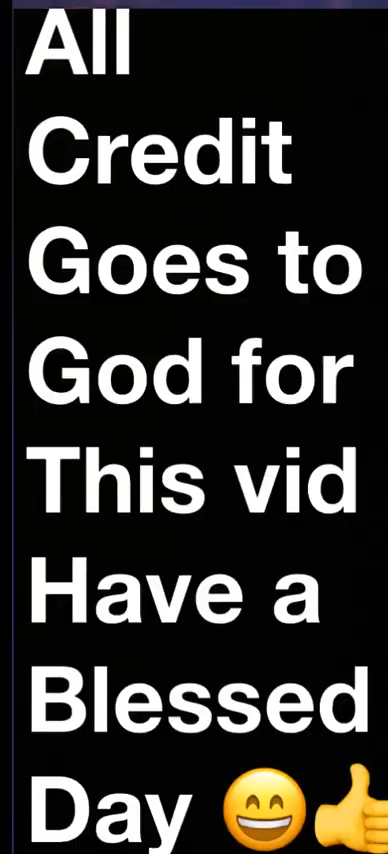 All
Credit
Goes to
God for
This vid
Have a
Blessed
Day 😄👍